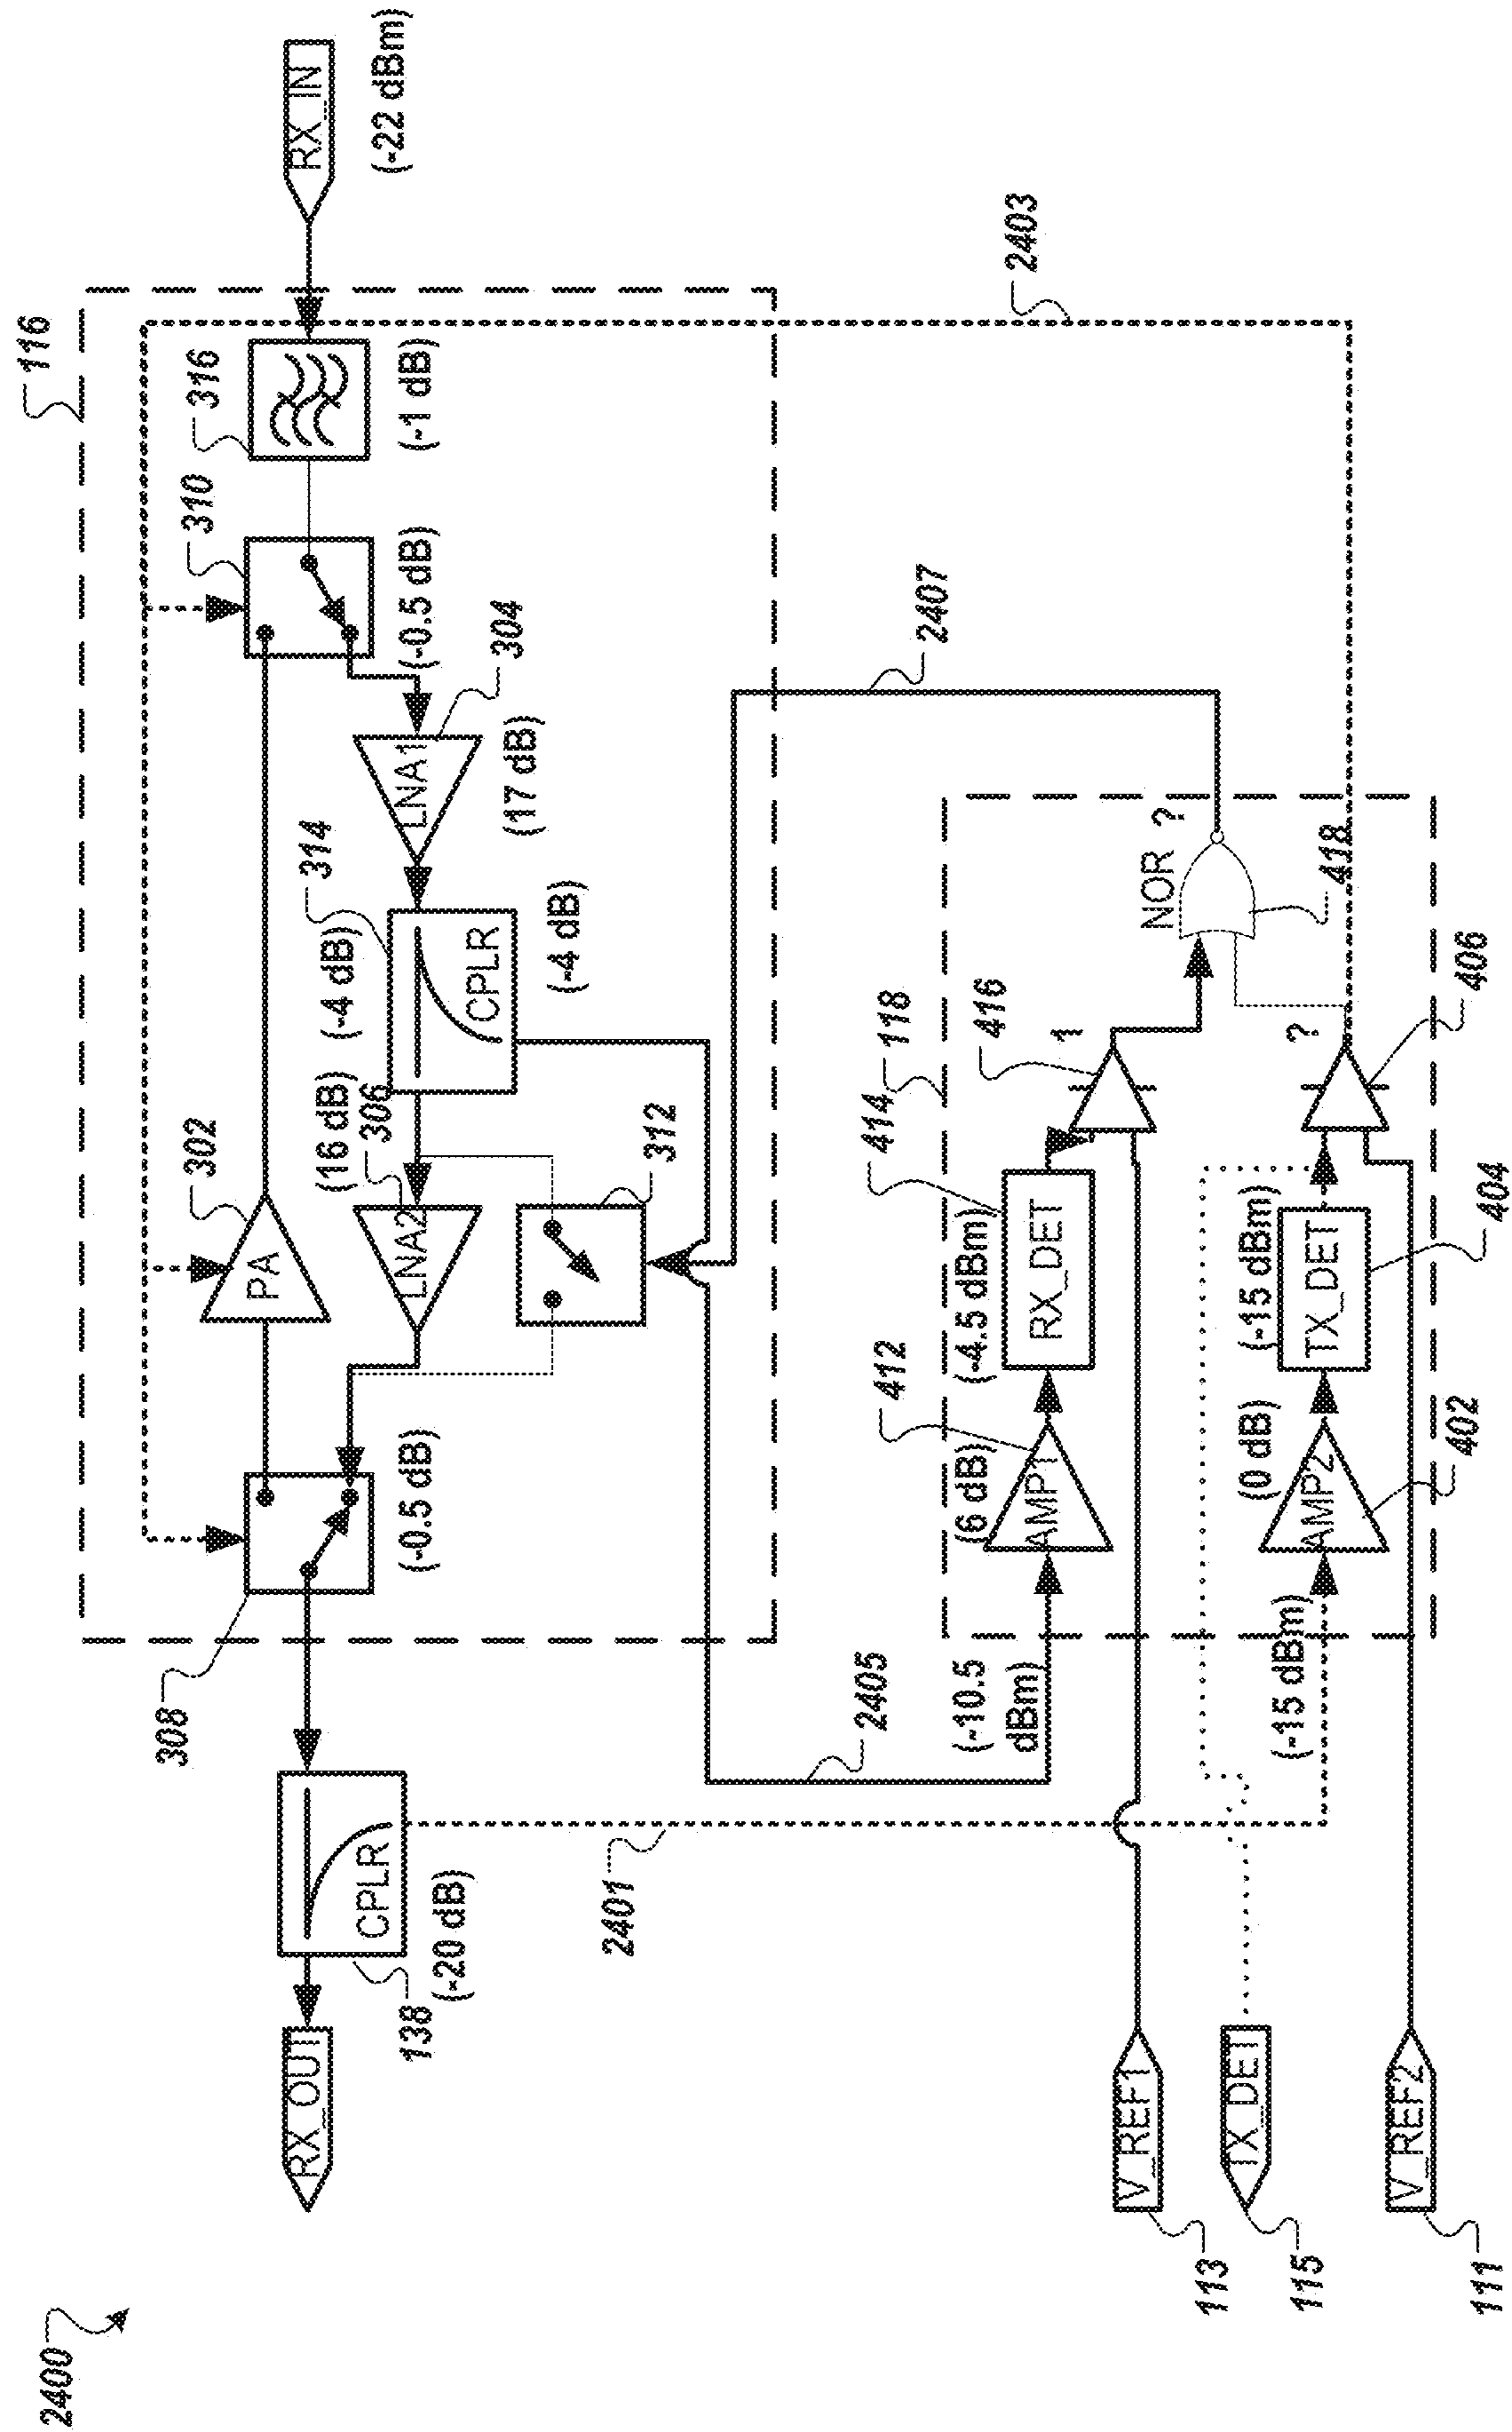 2400
116
RX_IN
(-22 dBm)
316
(-1 dB)
310
(-0.5 dB)
304
LNA1
(17 dB)
314
(-4 dB)
CPLR
(-4 dB)
302
PA
(16 dB)
306
LNA2
312
308
(-0.5 dB)
138
CPLR
(-20 dB)
RX_OUT
2403
2407
2405
2401
118
NOR
?
418
416
1
406
?
414
RX_DET
(-4.5 dBm)
412
AMP1
(6 dB)
(-10.5
dBm)
404
TX_DET
(-15 dBm)
402
AMP2
(0 dB)
(-15 dBm)
V_REF1
113
TX_DET
115
V_REF2
111